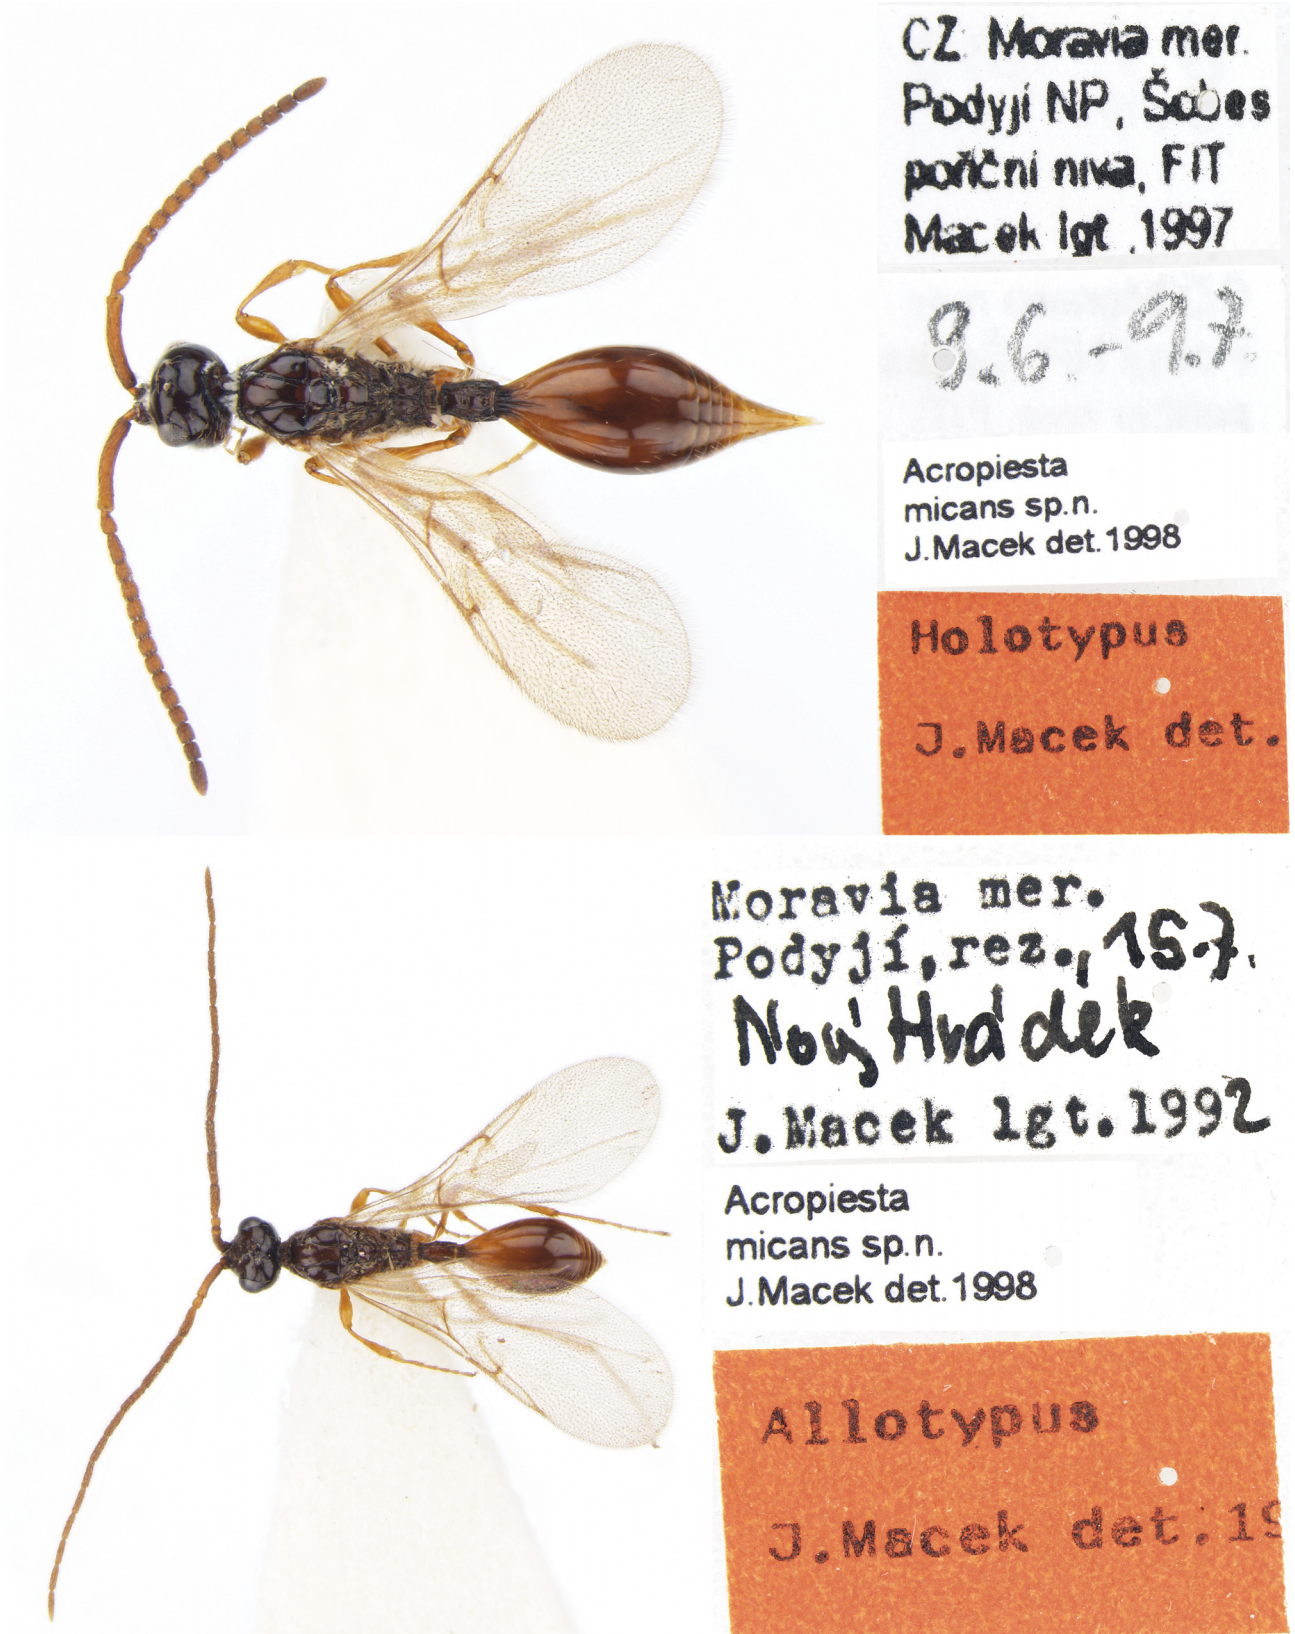 CZ Moravia mer.
Podyjí NP, Šobes
poříční niva, FIT
Macek lgt, 1997
9.6.-9.7.
Acropiesta
micans sp.n.
J.Macek det.1998
Holotypus
J.Macek det.
Moravia mer.
Podyjí,rez., 15.7.
Nový Hrádek
J.Macek lgt.1992
Acropiesta
micans sp.n.
J.Macek det.1998
Allotypus
J.Macek det.19